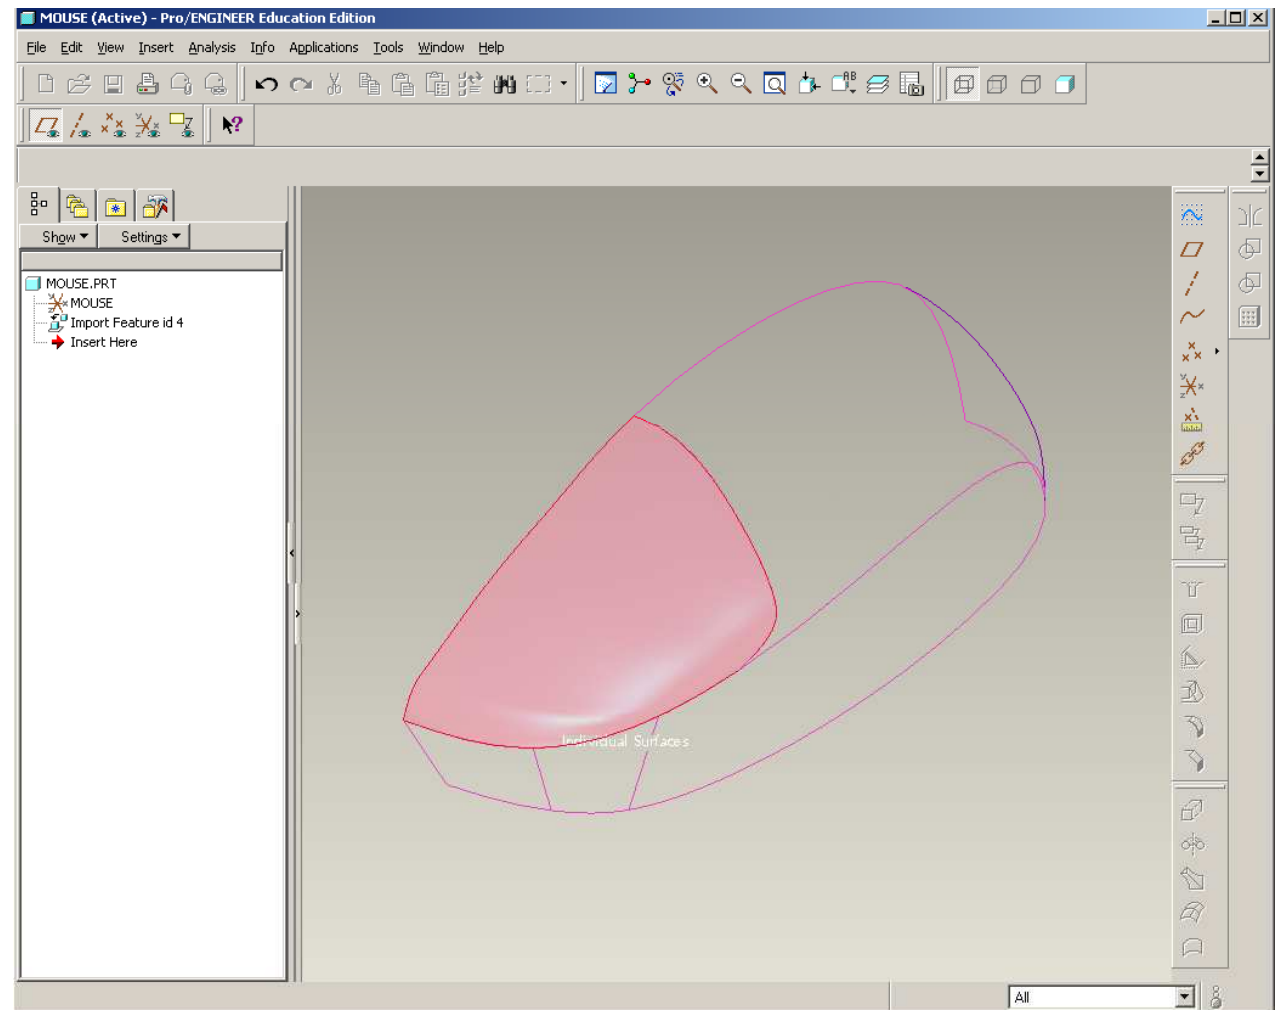 MOUSE (Active) - Pro/ENGINEER Education Edition
File Edit View Insert Analysis Info Applications Tools Window Help
Show Settings
MOUSE.PRT
MOUSE
Import Feature id 4
Insert Here
Individual Surfaces
All